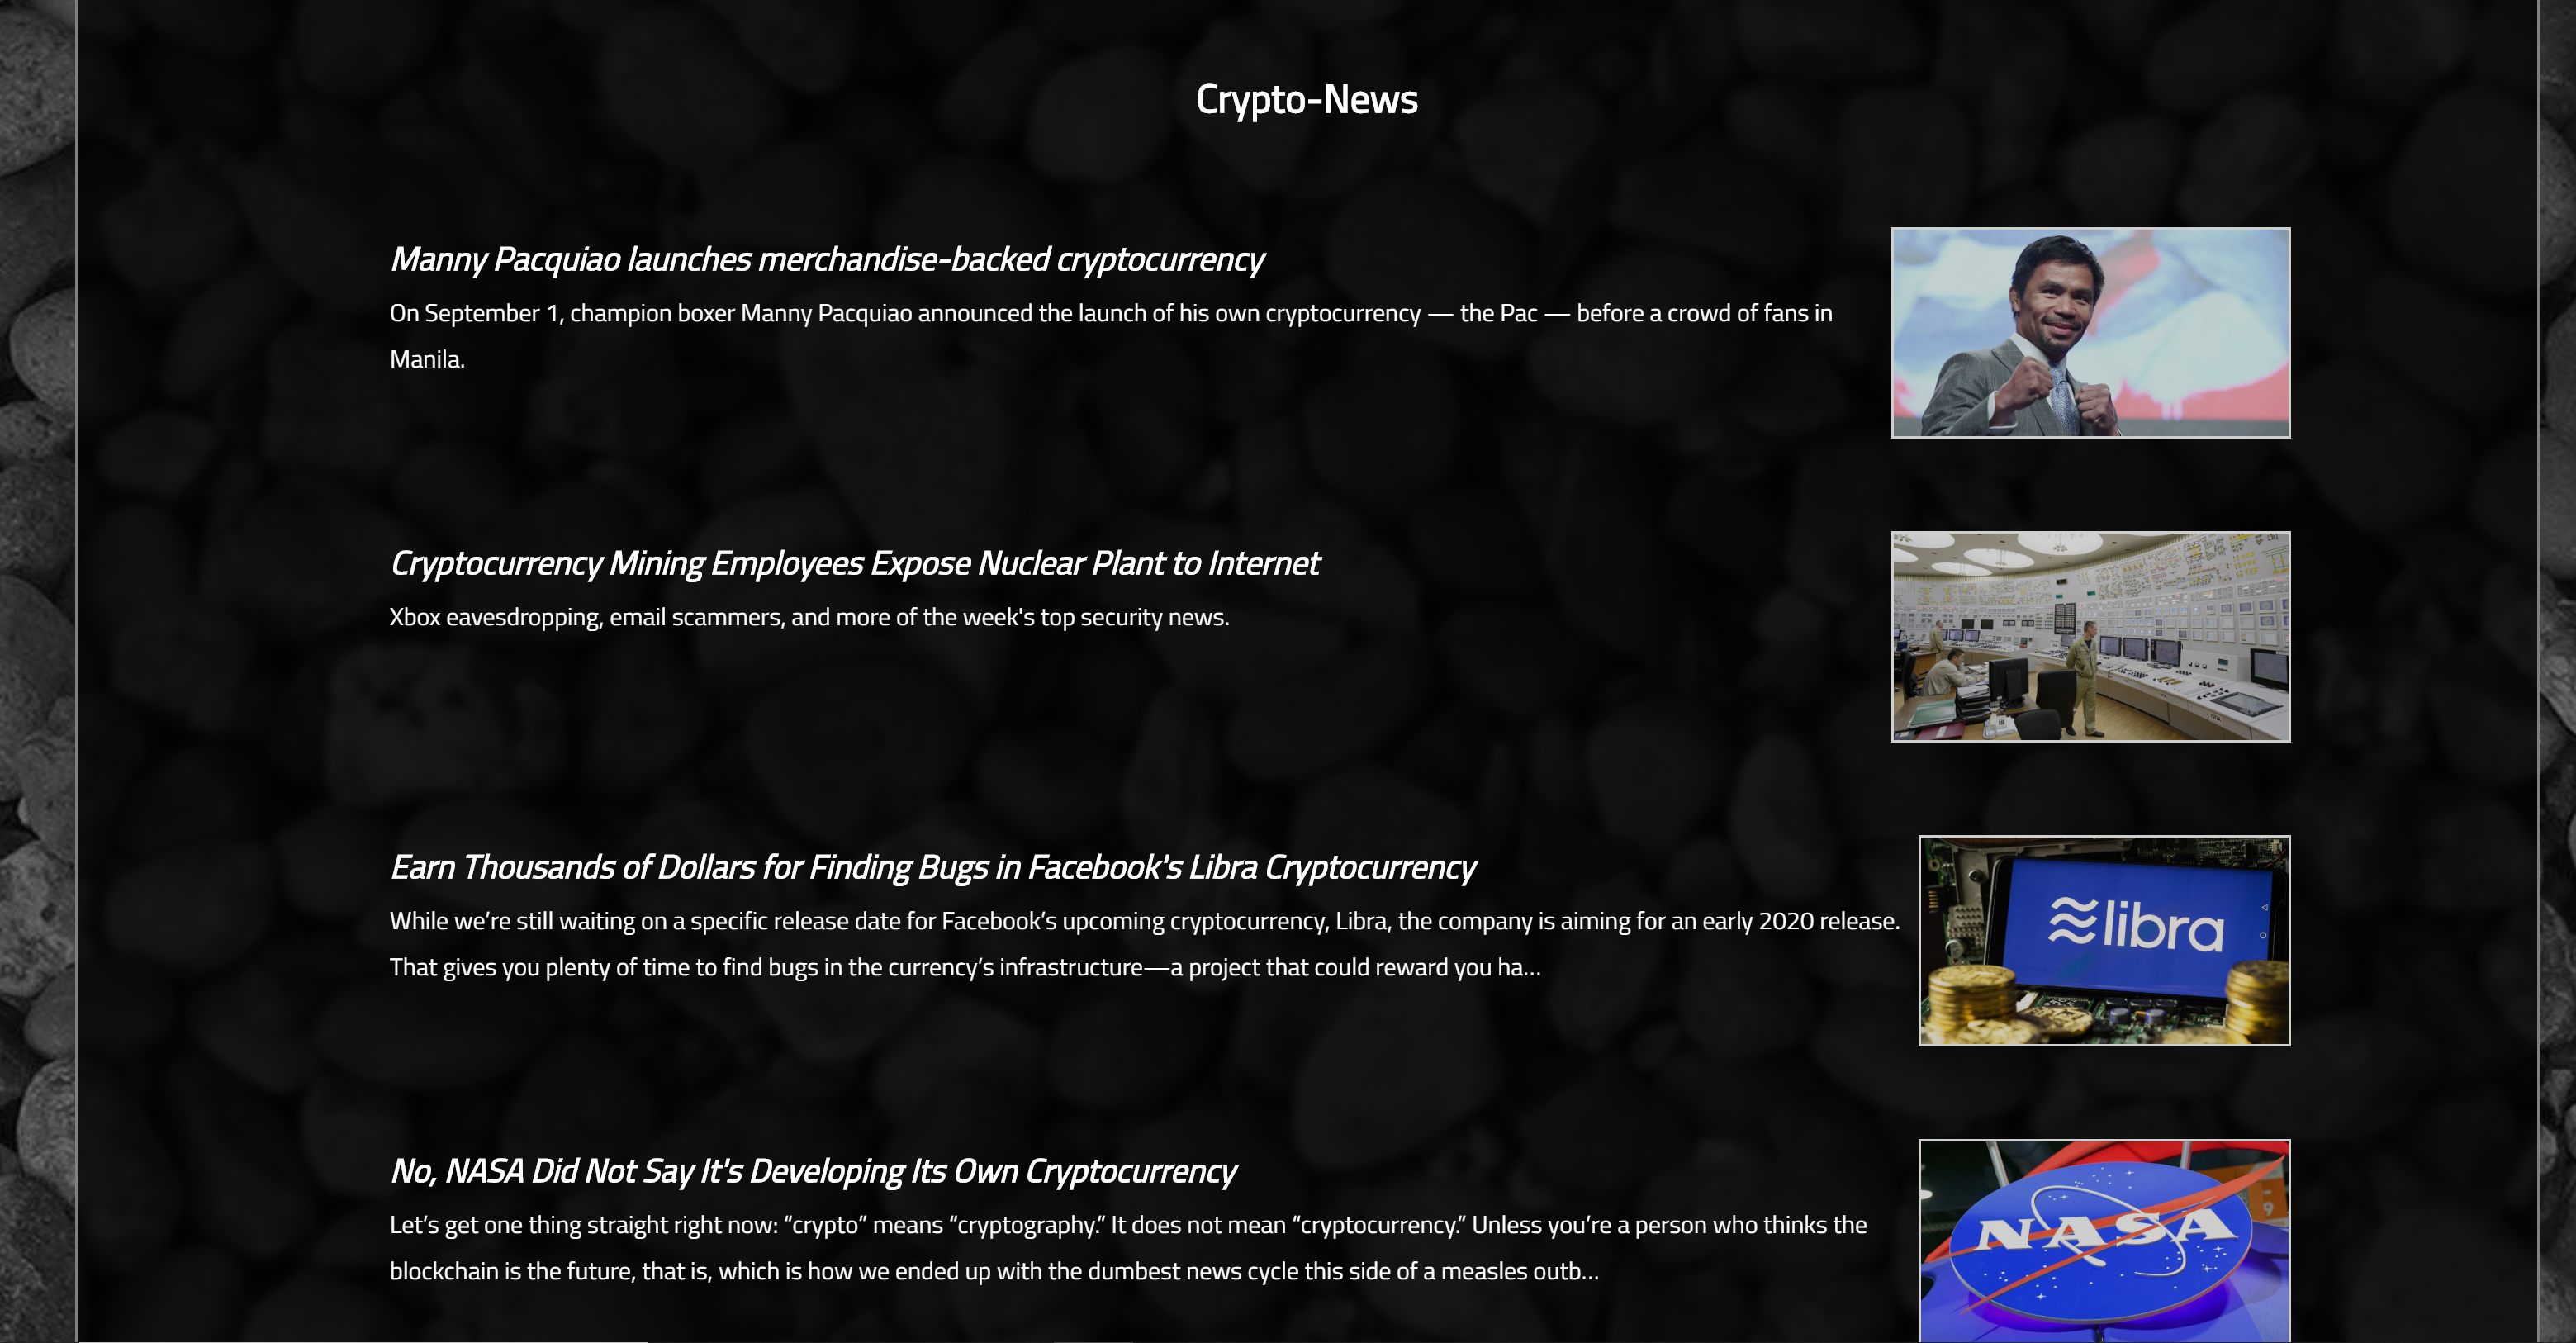 Crypto-News
Manny Pacquiao launches merchandise-backed cryptocurrency
On September 1, champion boxer Manny Pacquiao announced the launch of his own cryptocurrency — the Pac — before a crowd of fans in
Manila.
Cryptocurrency Mining Employees Expose Nuclear Plant to Internet
Xbox eavesdropping, email scammers, and more of the week's top security news.
Earn Thousands of Dollars for Finding Bugs in Facebook's Libra Cryptocurrency
While we’re still waiting on a specific release date for Facebook’s upcoming cryptocurrency, Libra, the company is aiming for an early 2020 release.
That gives you plenty of time to find bugs in the currency’s infrastructure—a project that could reward you ha...
libra
No, NASA Did Not Say It's Developing Its Own Cryptocurrency
Let’s get one thing straight right now: “crypto” means “cryptography.” It does not mean “cryptocurrency.” Unless you’re a person who thinks the
blockchain is the future, that is, which is how we ended up with the dumbest news cycle this side of a measles outb...
NASA
9